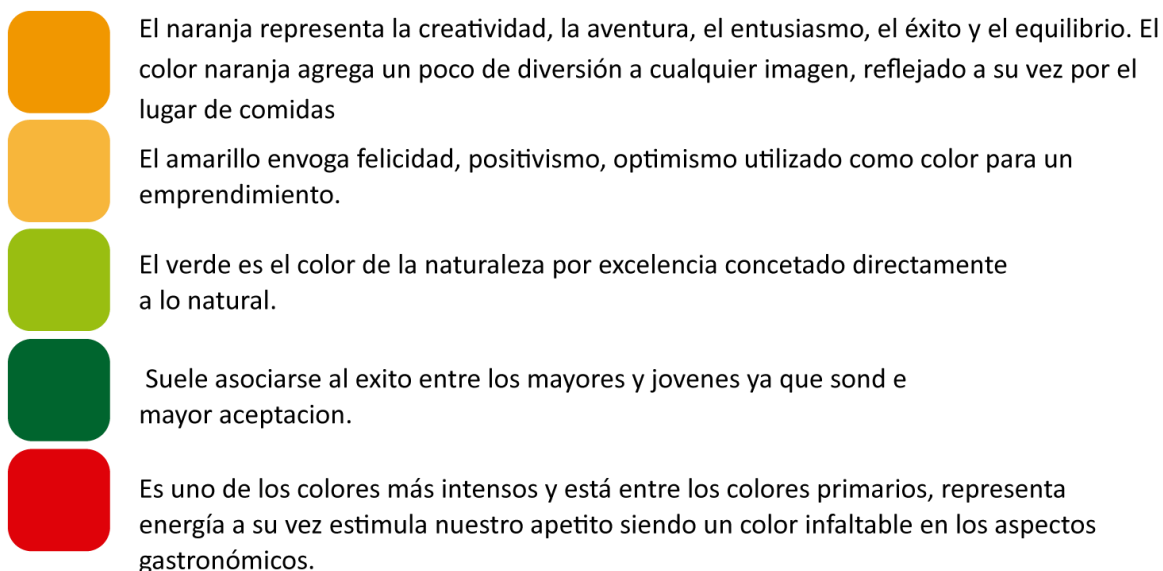 El naranja representa la creatividad, la aventura, el entusiasmo, el éxito y el equilibrio. El
color naranja agrega un poco de diversión a cualquier imagen, reflejado a su vez por el
lugar de comidas
El amarillo envoga felicidad, positivismo, optimismo utilizado como color para un
emprendimiento.
El verde es el color de la naturaleza por excelencia concetado directamente
a lo natural.
Suele asociarse al exito entre los mayores y jovenes ya que sond e
mayor aceptacion.
Es uno de los colores más intensos y está entre los colores primarios, representa
energía a su vez estimula nuestro apetito siendo un color infaltable en los aspectos
gastronómicos.